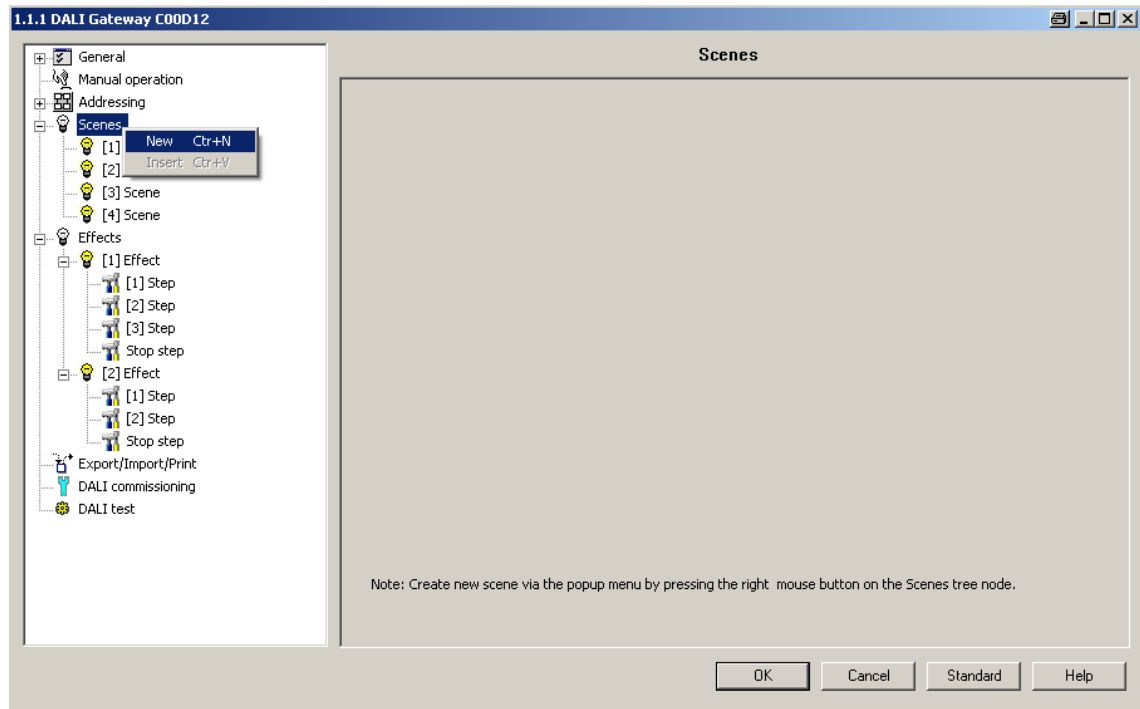 1.1.1 DALI Gateway C00D12
General
Manual operation
Addressing
Scenes
[1]
[2]
[3] Scene
[4] Scene
New Ctr+N
Insert Ctr+V
Effects
[1] Effect
[1] Step
[2] Step
[3] Step
Stop step
[2] Effect
[1] Step
[2] Step
Stop step
Export/Import/Print
DALI commissioning
DALI test
Scenes
Note: Create new scene via the popup menu by pressing the right mouse button on the Scenes tree node.
OK Cancel Standard Help